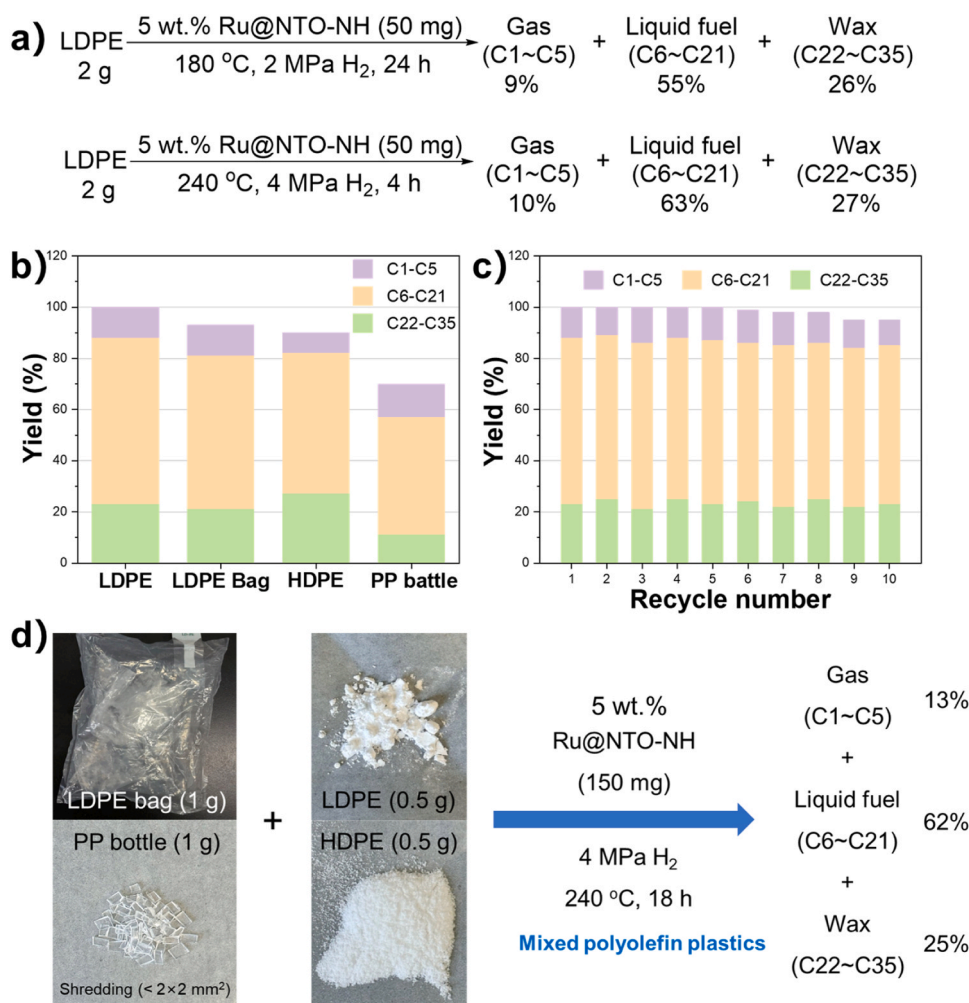 a)
LDPE
2 g
5 wt.% Ru@NTO-NH (50 mg)
180 °C, 2 MPa H₂, 24 h
Gas
(C1~C5)
9%
+
Liquid fuel
(C6~C21)
55%
+
Wax
(C22~C35)
26%
LDPE
2 g
5 wt.% Ru@NTO-NH (50 mg)
240 °C, 4 MPa H₂, 4 h
Gas
(C1~C5)
10%
+
Liquid fuel
(C6~C21)
63%
+
Wax
(C22~C35)
27%
b)
Yield (%)
120
100
80
60
40
20
0
C1-C5
C6-C21
C22-C35
LDPE
LDPE Bag
HDPE
PP battle
c)
Yield (%)
120
100
80
60
40
20
0
C1-C5
C6-C21
C22-C35
1 2 3 4 5 6 7 8 9 10
Recycle number
d)
LDPE bag (1 g)
PP bottle (1 g)
Shredding (< 2×2 mm²)
+
LDPE (0.5 g)
HDPE (0.5 g)
5 wt.%
Ru@NTO-NH
(150 mg)
4 MPa H₂
240 °C, 18 h
Mixed polyolefin plastics
Gas
(C1~C5)
13%
+
Liquid fuel
(C6~C21)
62%
+
Wax
(C22~C35)
25%